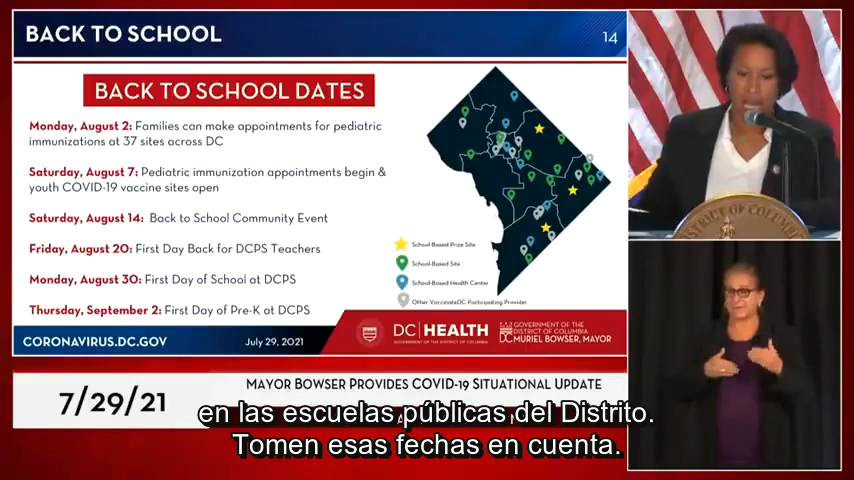 BACK TO SCHOOL
14
BACK TO SCHOOL DATES
Monday, August 2: Families can make appointments for pediatric
immunizations at 37 sites across DC
Saturday, August 7: Pediatric immunization appointments begin &
youth COVID-19 vaccine sites open
Saturday, August 14: Back to School Community Event
Friday, August 20: First Day Back for DCPS Teachers
Monday, August 30: First Day of School at DCPS
Thursday, September 2: First Day of Pre-K at DCPS
School-Based Prize Site
School-Based Site
School-Based Health Center
Other VaccinateDC Participating Provider
CORONAVIRUS.DC.GOV
July 29, 2021
DC HEALTH
GOVERNMENT OF THE DISTRICT OF COLUMBIA
GOVERNMENT OF THE
DISTRICT OF COLUMBIA
MURIEL BOWSER, MAYOR
DISTRICT OF COLUMB
7/29/21
MAYOR BOWSER PROVIDES COVID-19 SITUATIONAL UPDATE
en las escuelas públicas del Distrito.
Tomen esas fechas en cuenta.